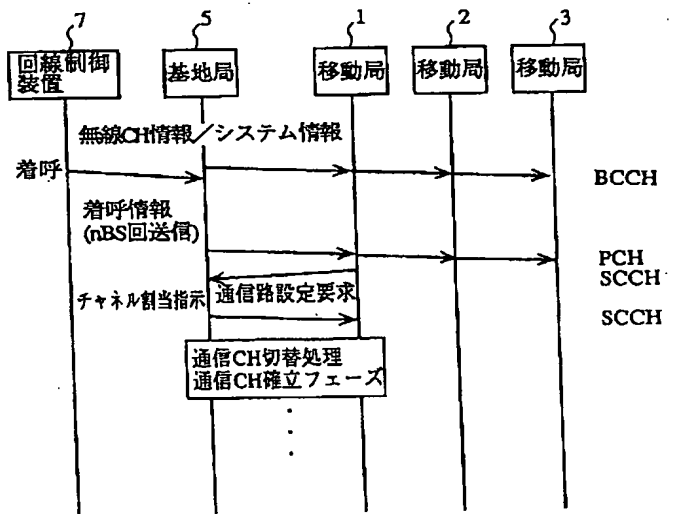 7
5
1
2
3
回線制御
装置
基地局
移動局
移動局
移動局
無線CH情報／システム情報
着呼
BCCH
着呼情報
(nBS回送信)
PCH
SCCH
通信路設定要求
チャネル割当指示
SCCH
通信CH切替処理
通信CH確立フェーズ